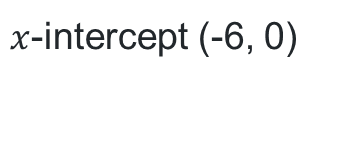 x-intercept (-6, 0)